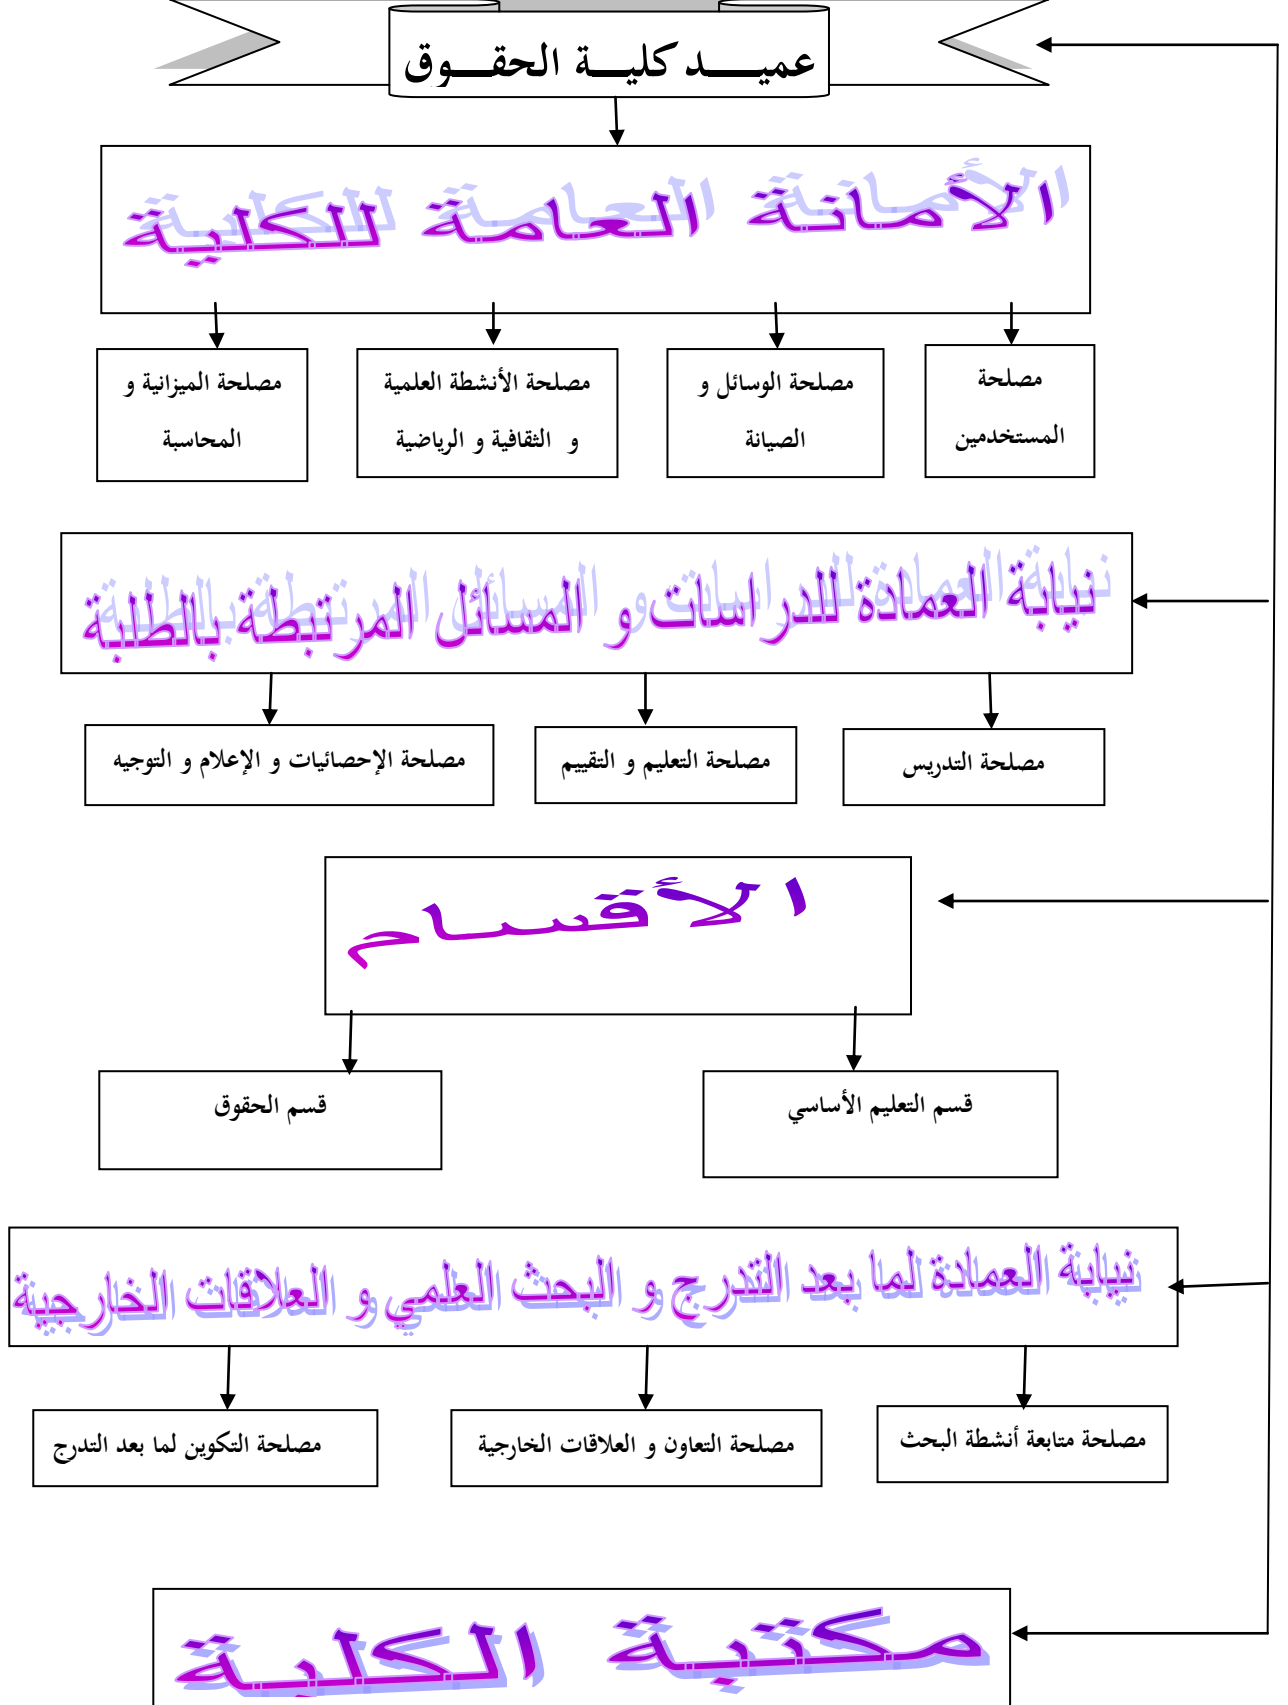 عميد كلية الحقوق
الأمانة العامة للكلية
مصلحة
المستخدمين
مصلحة الوسائل و
الصيانة
مصلحة الأنشطة العلمية
و الثقافية و الرياضية
مصلحة الميزانية و
المحاسبة
نيابة العمادة للدراسات و المسائل المرتبطة بالطلبة
مصلحة التدريس
مصلحة التعليم و التقييم
مصلحة الإحصائيات و الإعلام و التوجيه
الأقسام
قسم التعليم الأساسي
قسم الحقوق
نيابة العمادة لما بعد التدرج و البحث العلمي و العلاقات الخارجية
مصلحة متابعة أنشطة البحث
مصلحة التعاون و العلاقات الخارجية
مصلحة التكوين لما بعد التدرج
مكتبة الكلية